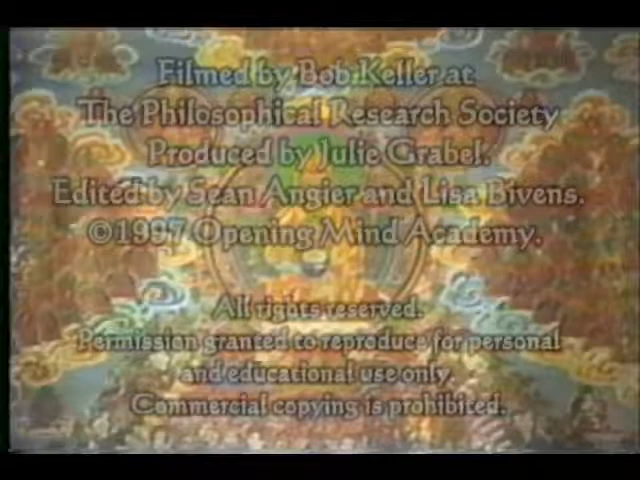 Filmed by Bob Keller at
The Philosophical Research Society
Produced by Julie Grabel.
Edited by Sean Angier and Lisa Bivens.
©1997 Opening Mind Academy.
All rights reserved.
Permission granted to reproduce for personal
and educational use only.
Commercial copying is prohibited.